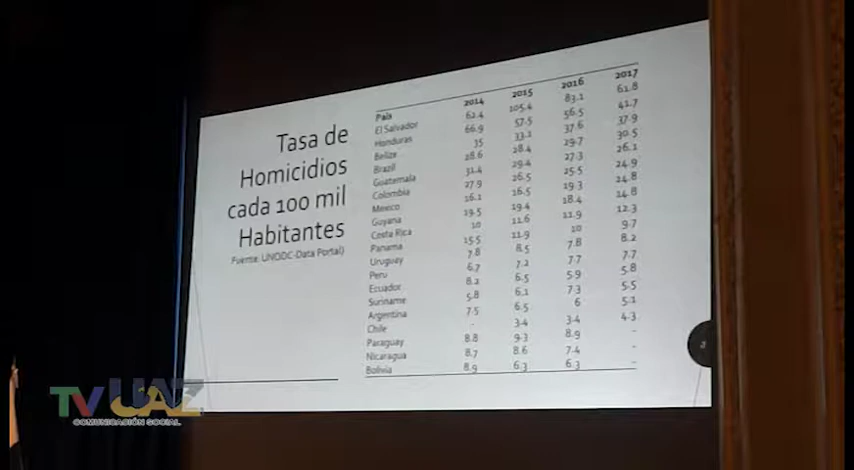 Tasa de
Homicidios
cada 100 mil
Habitantes
Fuente: UNODC-Data Portal)
País 2014 2015 2016 2017
El Salvador 62.4 105.4 83.1 61.8
Honduras 66.9 57.5 56.5 41.7
Belize 35 33.1 37.6 37.9
Brazil 28.6 28.4 29.7 30.5
Guatemala 31.4 29.4 27.3 26.1
Colombia 27.9 26.5 25.5 24.9
Mexico 16.1 16.5 19.3 24.8
Guyana 19.5 19.4 18.4 14.8
Costa Rica 10 11.6 11.9 12.3
Panama 15.5 11.9 10 9.7
Uruguay 7.8 8.5 7.8 8.2
Peru 6.7 7.2 7.7 7.7
Ecuador 8.2 6.5 5.9 5.8
Suriname 5.8 6.1 7.3 5.5
Argentina 7.5 6.5 6 5.1
Chile - 3.4 3.4 4.3
Paraguay 8.8 9.3 8.9 -
Nicaragua 8.7 8.6 7.4 -
Bolivia 8.9 6.3 6.3 -
TVUAZ
COMUNICACIÓN SOCIAL